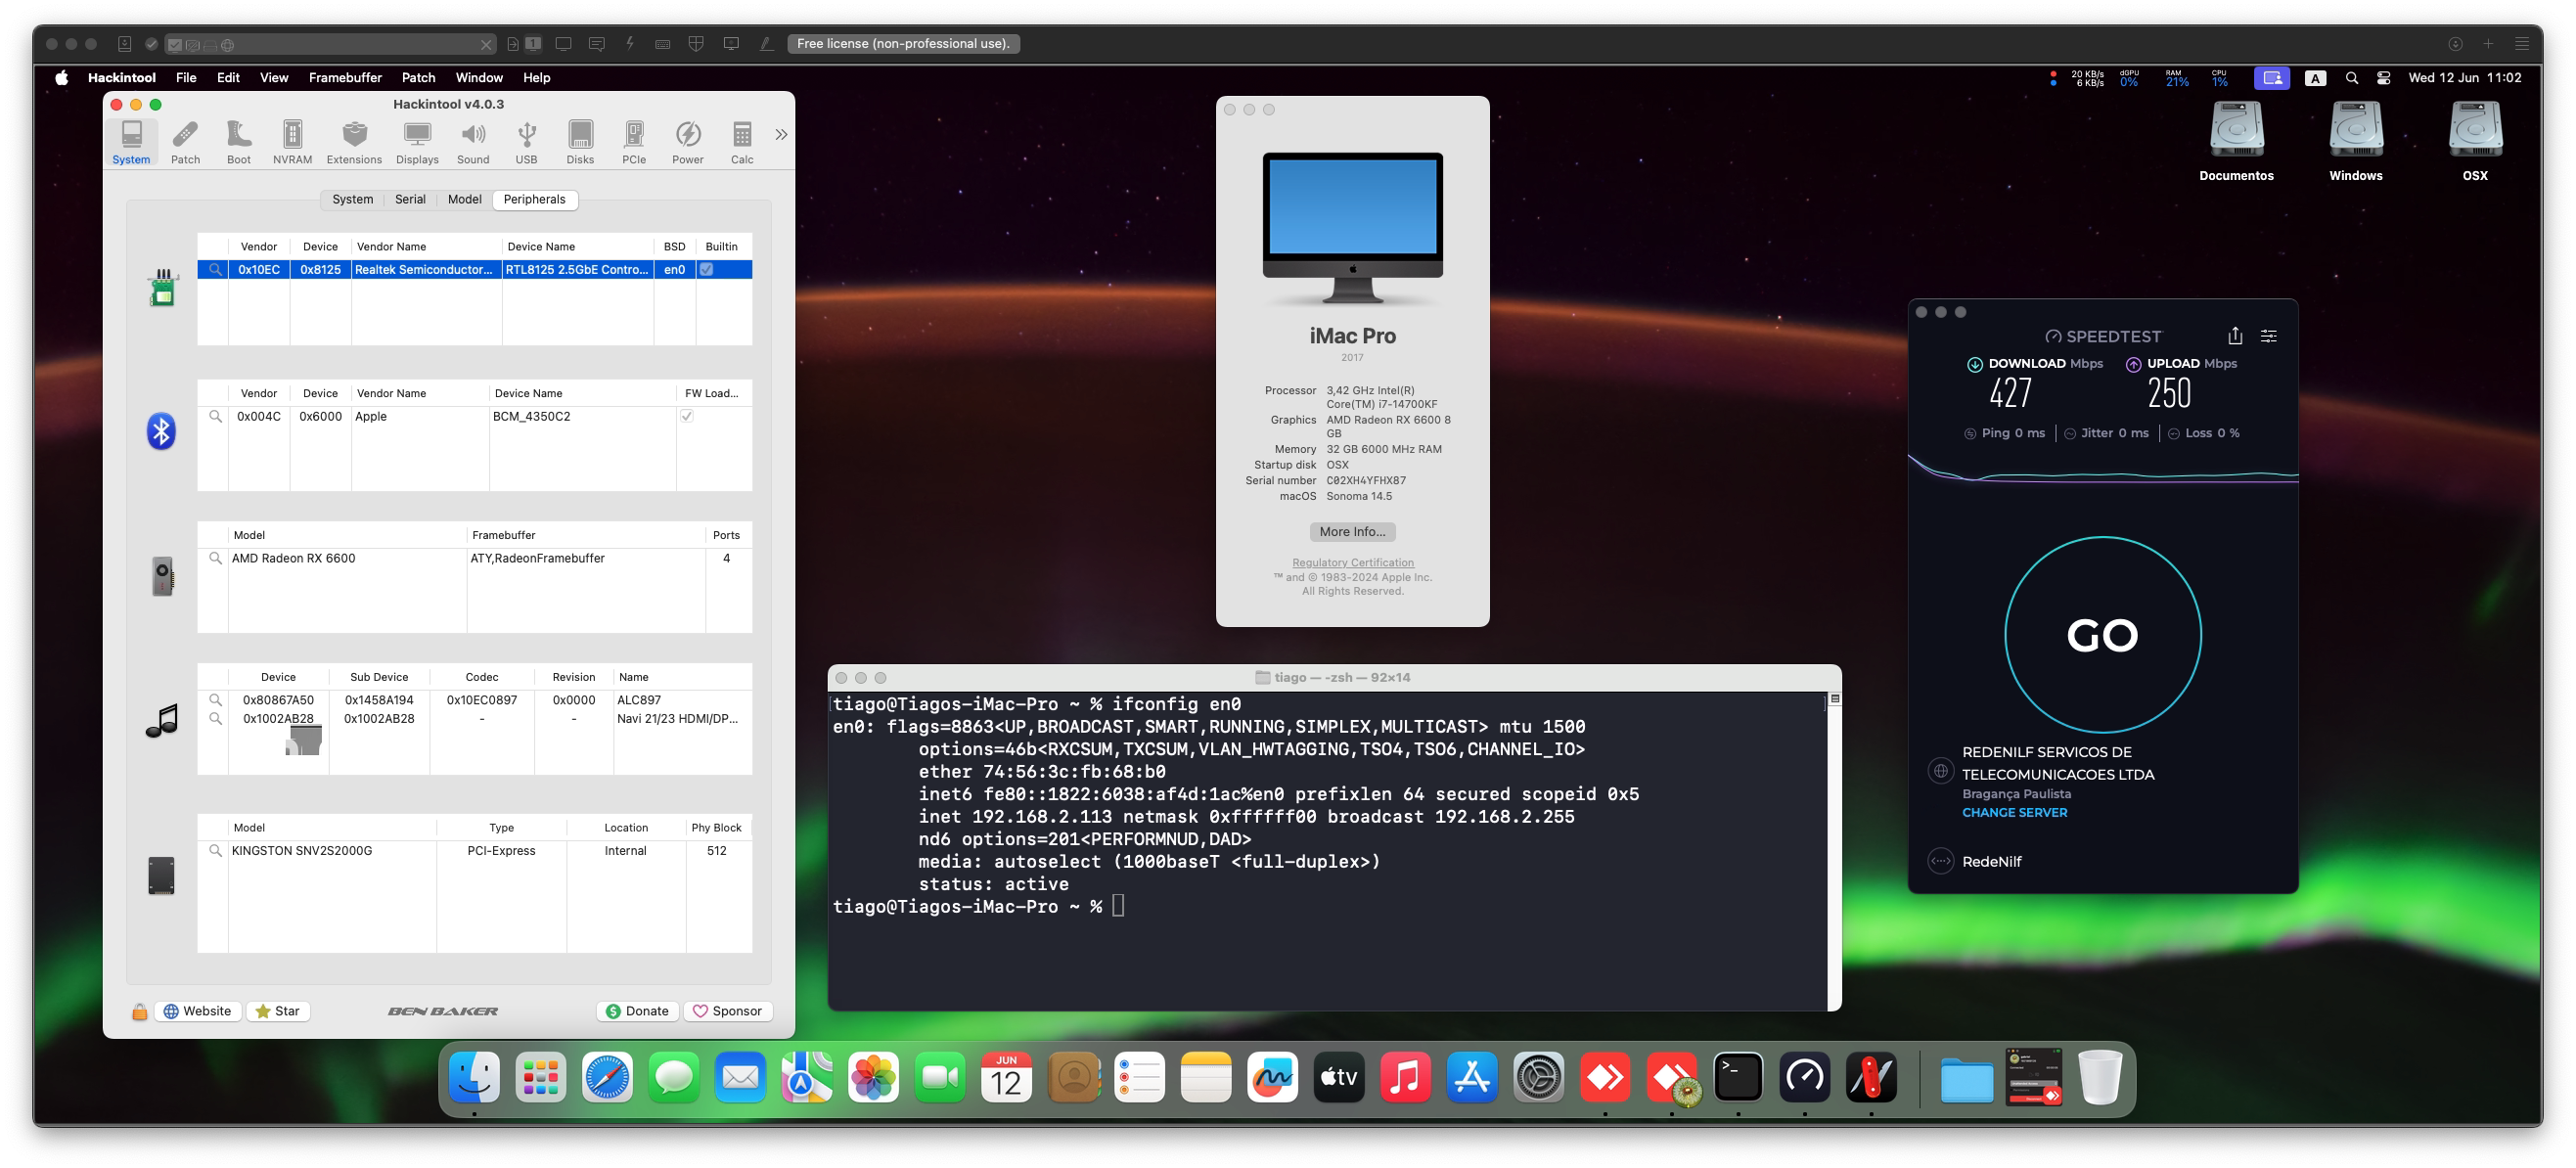 1
Free license (non-professional use).
Hackintool File Edit View Framebuffer Patch Window Help
20 KB/s
6 KB/s
dGPU
0%
RAM
21%
CPU
1%
A
Wed 12 Jun 11:02
Hackintool v4.0.3
System Patch Boot NVRAM Extensions Displays Sound USB Disks PCIe Power Calc
System Serial Model Peripherals
Vendor Device Vendor Name Device Name BSD Builtin
0x10EC 0x8125 Realtek Semiconductor... RTL8125 2.5GbE Contro... en0
Vendor Device Vendor Name Device Name FW Load...
0x004C 0x6000 Apple BCM_4350C2
Model Framebuffer Ports
AMD Radeon RX 6600 ATY,RadeonFramebuffer 4
Device Sub Device Codec Revision Name
0x80867A50 0x1458A194 0x10EC0897 0x0000 ALC897
0x1002AB28 0x1002AB28 - - Navi 21/23 HDMI/DP...
Model Type Location Phy Block
KINGSTON SNV2S2000G PCI-Express Internal 512
Website Star BEN BAKER Donate Sponsor
iMac Pro
2017
Processor 3,42 GHz Intel(R)
Core(TM) i7-14700KF
Graphics AMD Radeon RX 6600 8
GB
Memory 32 GB 6000 MHz RAM
Startup disk OSX
Serial number C02XH4YFHX87
macOS Sonoma 14.5
More Info...
Regulatory Certification
™ and © 1983-2024 Apple Inc.
All Rights Reserved.
tiago — -zsh — 92×14
tiago@Tiagos-iMac-Pro ~ % ifconfig en0
en0: flags=8863<UP,BROADCAST,SMART,RUNNING,SIMPLEX,MULTICAST> mtu 1500
options=46b<RXCSUM,TXCSUM,VLAN_HWTAGGING,TSO4,TSO6,CHANNEL_IO>
ether 74:56:3c:fb:68:b0
inet6 fe80::1822:6038:af4d:1ac%en0 prefixlen 64 secured scopeid 0x5
inet 192.168.2.113 netmask 0xffffff00 broadcast 192.168.2.255
nd6 options=201<PERFORMNUD,DAD>
media: autoselect (1000baseT <full-duplex>)
status: active
tiago@Tiagos-iMac-Pro ~ %
Documentos Windows OSX
SPEEDTEST
DOWNLOAD Mbps UPLOAD Mbps
427 250
Ping 0 ms Jitter 0 ms Loss 0 %
GO
REDENILF SERVICOS DE
TELECOMUNICACOES LTDA
Bragança Paulista
CHANGE SERVER
RedeNilf
JUN
12
tv
>_